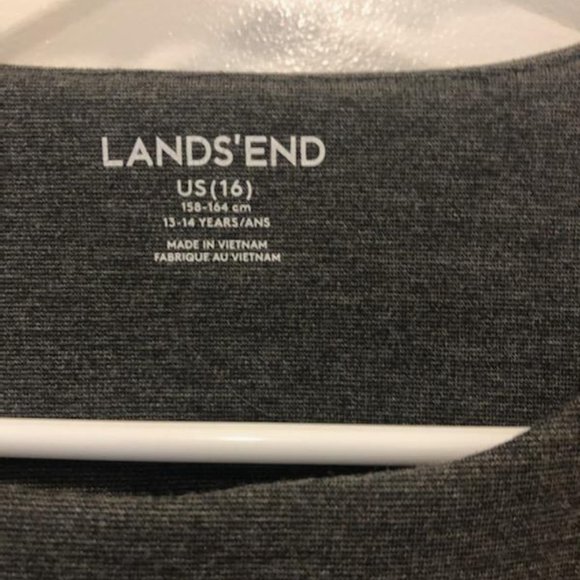 LANDS'END
US(16)
158-164 cm
13-14 YEARS/ANS
MADE IN VIETNAM
FABRIQUE AU VIETNAM